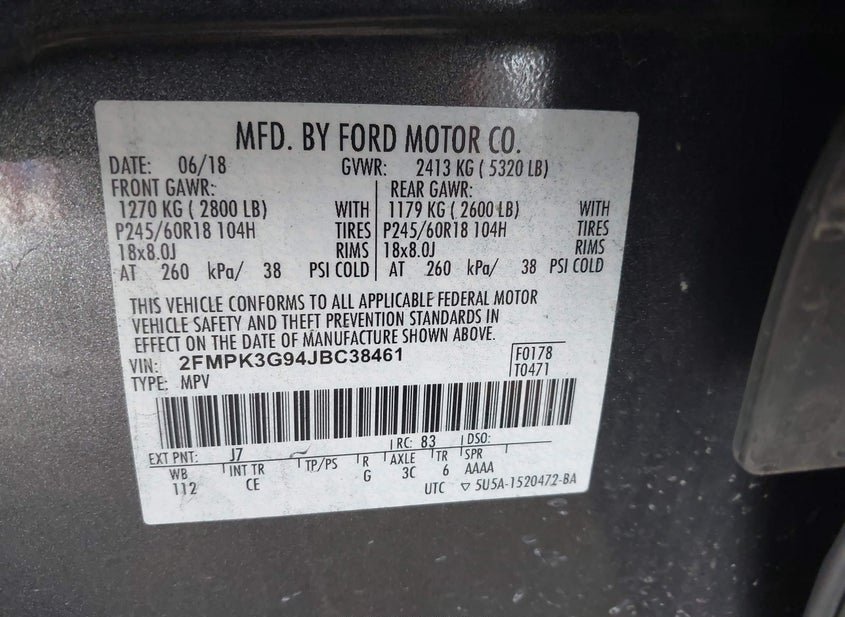 MFD. BY FORD MOTOR CO.
DATE: 06/18 GVWR: 2413 KG ( 5320 LB)
FRONT GAWR: REAR GAWR:
1270 KG ( 2800 LB) WITH 1179 KG ( 2600 LB) WITH
P245/60R18 104H TIRES P245/60R18 104H TIRES
18x8.0J RIMS 18x8.0J RIMS
AT 260 kPa/ 38 PSI COLD AT 260 kPa/ 38 PSI COLD
THIS VEHICLE CONFORMS TO ALL APPLICABLE FEDERAL MOTOR
VEHICLE SAFETY AND THEFT PREVENTION STANDARDS IN
EFFECT ON THE DATE OF MANUFACTURE SHOWN ABOVE.
VIN: 2FMPK3G94JBC38461 F0178
TYPE: MPV T0471
EXT PNT: J7 RC: 83 DSO:
WB INT TR TP/PS R AXLE TR SPR
112 CE G 3C 6 AAAA
UTC ▽ 5U5A-1520472-BA